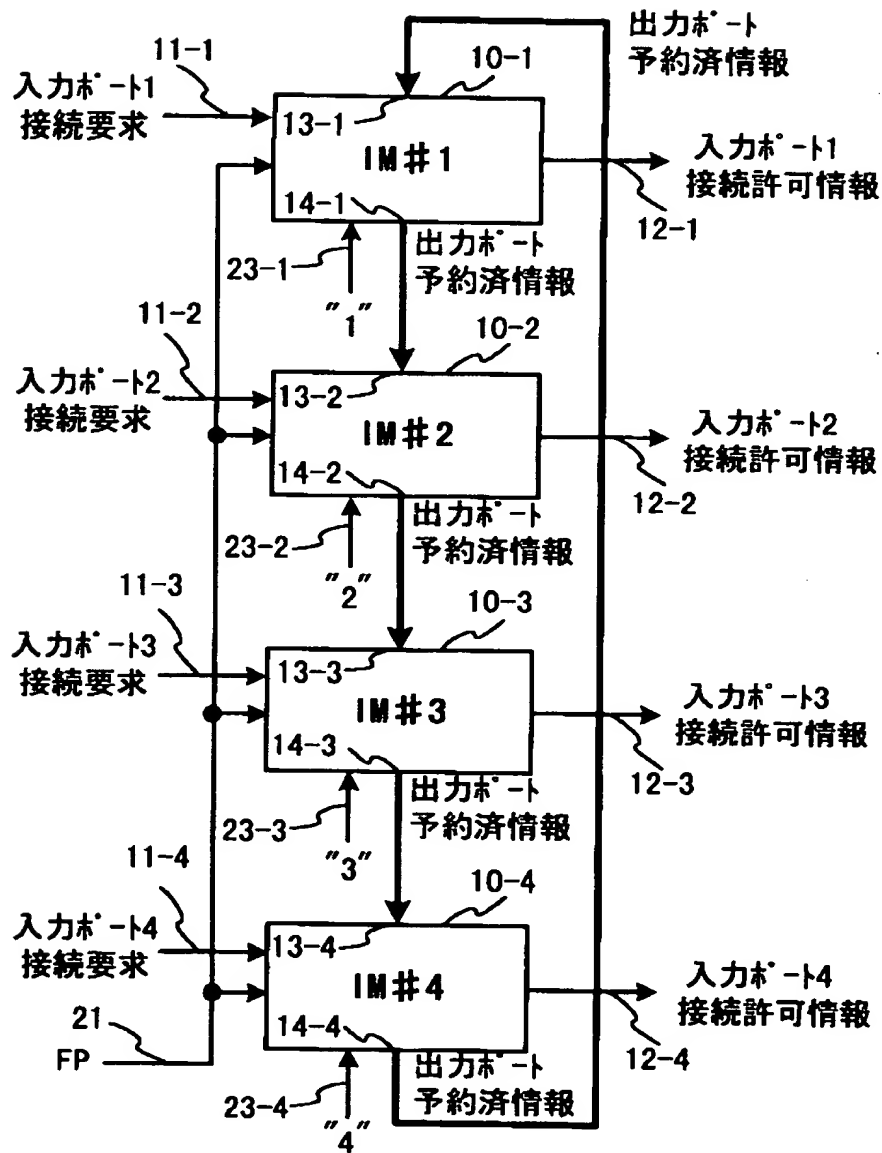 出力ポート
予約済情報
11-1
10-1
入力ポート1
接続要求
13-1
IM#1
入力ポート1
接続許可情報
14-1
12-1
出力ポート
予約済情報
23-1
"1"
11-2
10-2
入力ポート2
接続要求
13-2
IM#2
入力ポート2
接続許可情報
14-2
12-2
出力ポート
予約済情報
23-2
"2"
11-3
10-3
入力ポート3
接続要求
13-3
IM#3
入力ポート3
接続許可情報
14-3
12-3
出力ポート
予約済情報
23-3
"3"
11-4
10-4
入力ポート4
接続要求
13-4
IM#4
入力ポート4
接続許可情報
14-4
12-4
21
FP
出力ポート
予約済情報
23-4
"4"